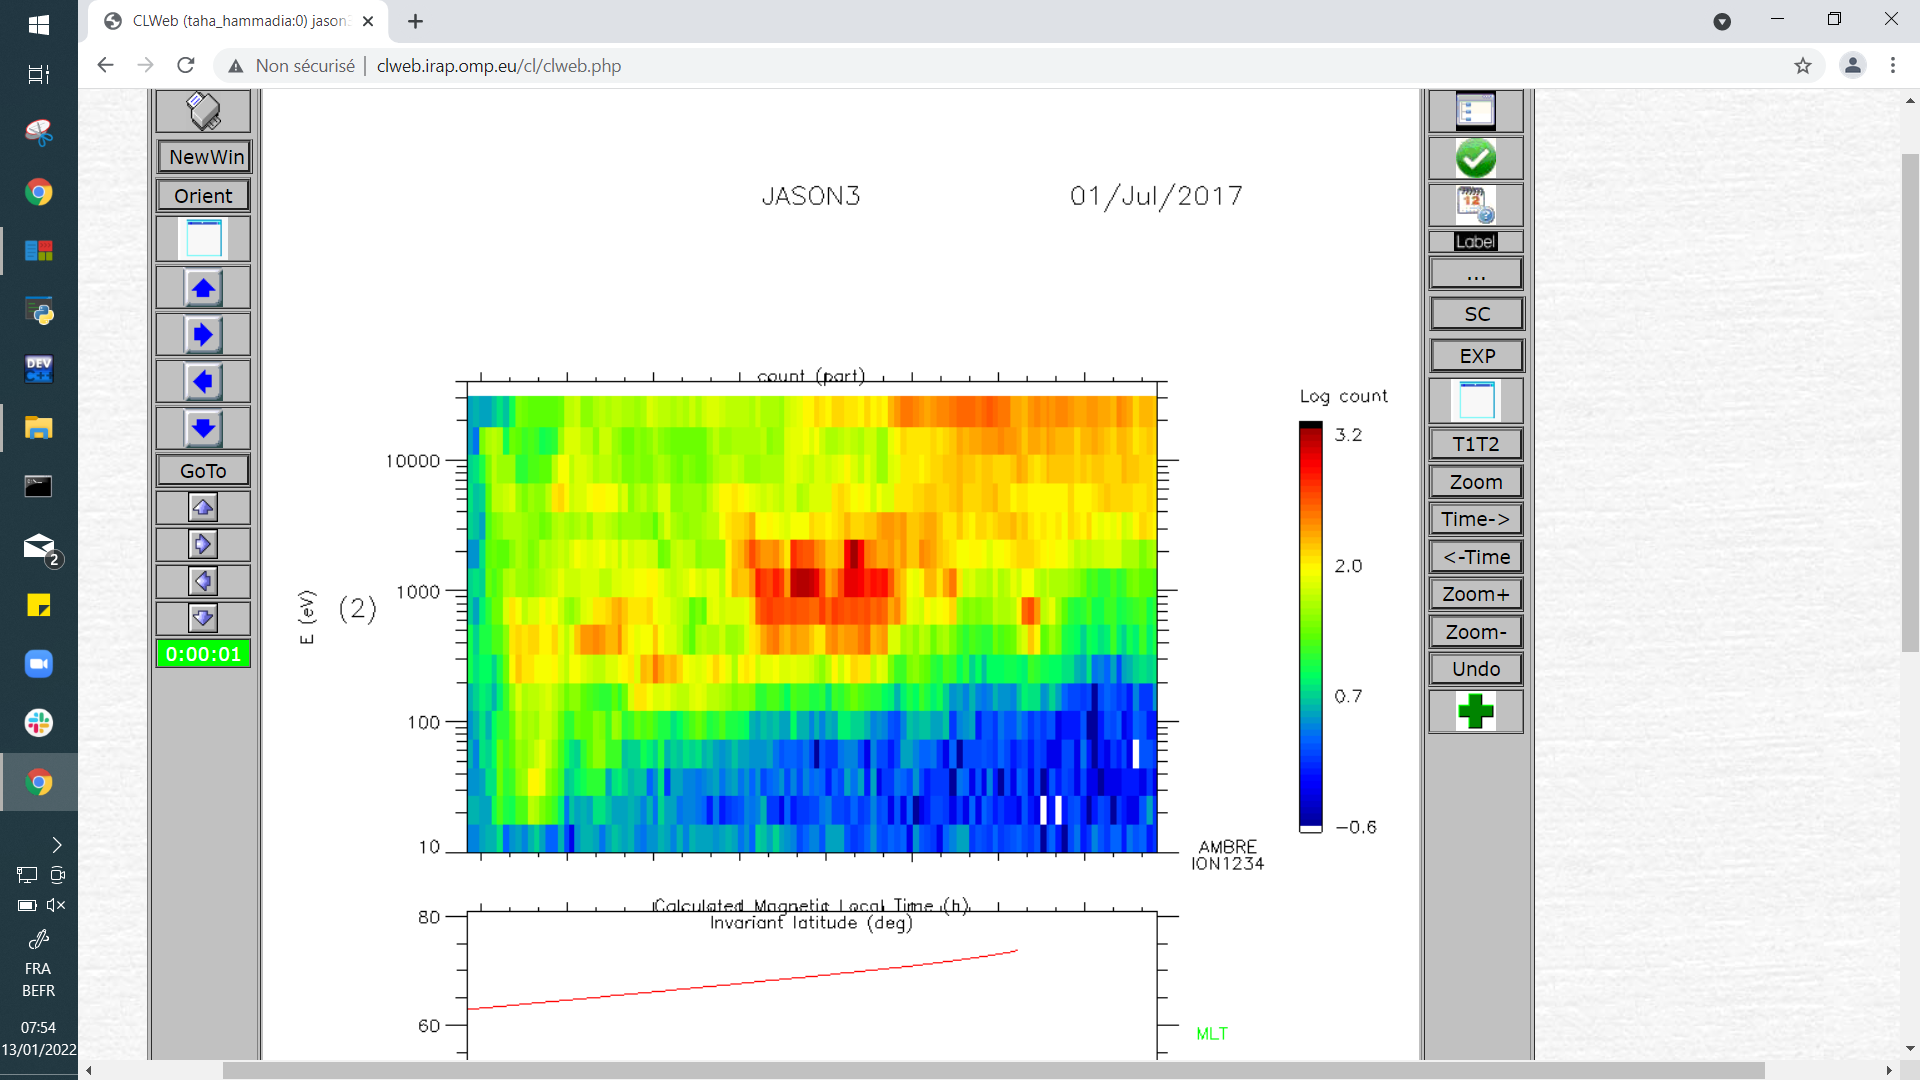 CLWeb (taha_hammadia:0) jason3
Non sécurisé
clweb.irap.omp.eu/cl/clweb.php
NewWin
Orient
GoTo
0:00:01
JASON3 01/Jul/2017
count (part)
E (eV)
(2)
10000
1000
100
10
Log count
3.2
2.0
0.7
−0.6
AMBRE
ION1234
Calculated Magnetic Local Time (h)
Invariant latitude (deg)
80
60
MLT
12
Label
...
SC
EXP
T1T2
Zoom
Time->
<-Time
Zoom+
Zoom-
Undo
DEV
C++
2
FRA
BEFR
07:54
13/01/2022